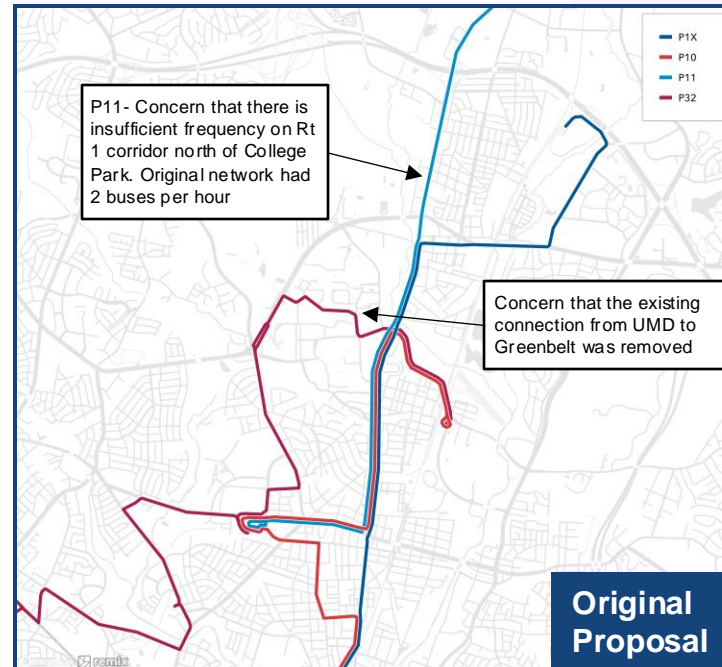 P1X
P10
P11
P32
P11- Concern that there is
insufficient frequency on Rt
1 corridor north of College
Park. Original network had
2 buses per hour
Concern that the existing
connection from UMD to
Greenbelt was removed
Original
Proposal
remix